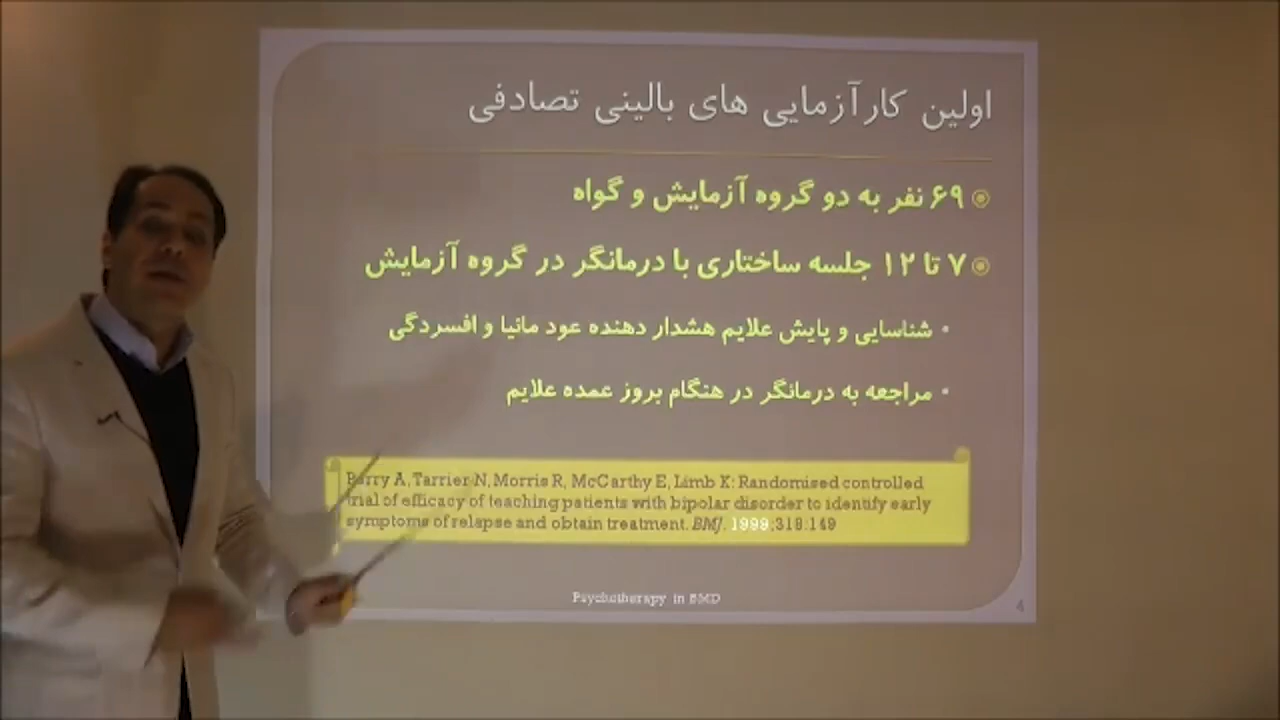 اولین کارآزمایی های بالینی تصادفی
۶۹ نفر به دو گروه آزمایش و گواه
۷ تا ۱۲ جلسه ساختاری با درمانگر در گروه آزمایش
شناسایی و پایش علایم هشدار دهنده عود مانیا و افسردگی
مراجعه به درمانگر در هنگام بروز عمده علایم
Perry A, Tarrier N, Morris R, McCarthy E, Limb K: Randomised controlled
trial of efficacy of teaching patients with bipolar disorder to identify early
symptoms of relapse and obtain treatment. BMJ. 1999;318:149
Psychotherapy in BMD
4